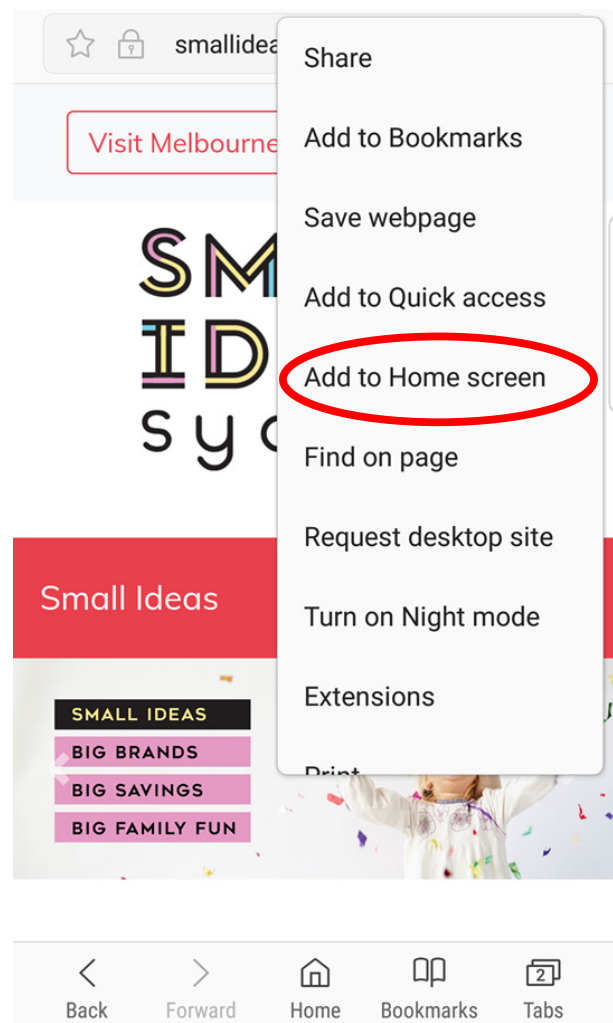 smallidea
Share
Visit Melbourne
Add to Bookmarks
Save webpage
SM
Add to Quick access
ID
Add to Home screen
syd
Find on page
Request desktop site
Small Ideas
Turn on Night mode
Extensions
Print
SMALL IDEAS
BIG BRANDS
BIG SAVINGS
BIG FAMILY FUN
2
Back Forward Home Bookmarks Tabs